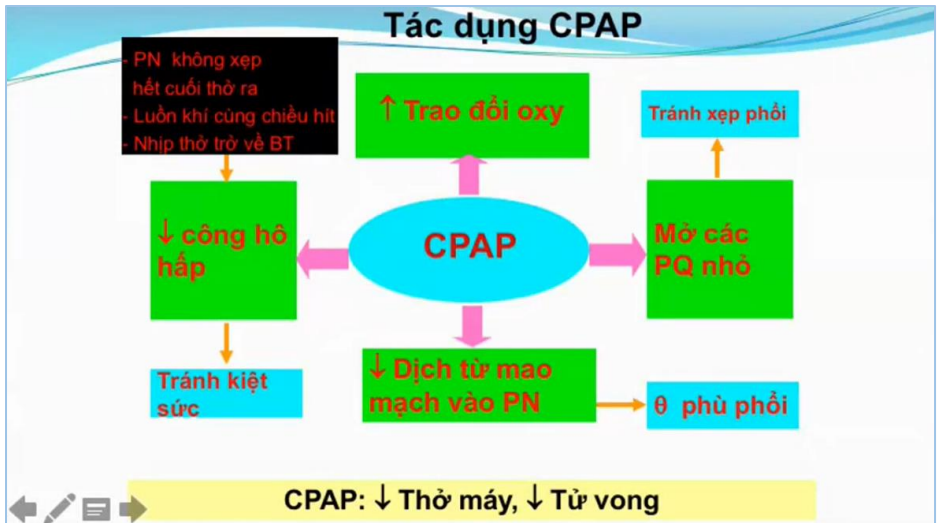 Tác dụng CPAP
- PN không xẹp
hết cuối thở ra
- Luồn khí cùng chiều hít
- Nhịp thở trở về BT
↑ Trao đổi oxy
Tránh xẹp phổi
↓ công hô
hấp
CPAP
Mở các
PQ nhỏ
Tránh kiệt
sức
↓ Dịch từ mao
mạch vào PN
θ phù phổi
CPAP: ↓ Thở máy, ↓ Tử vong